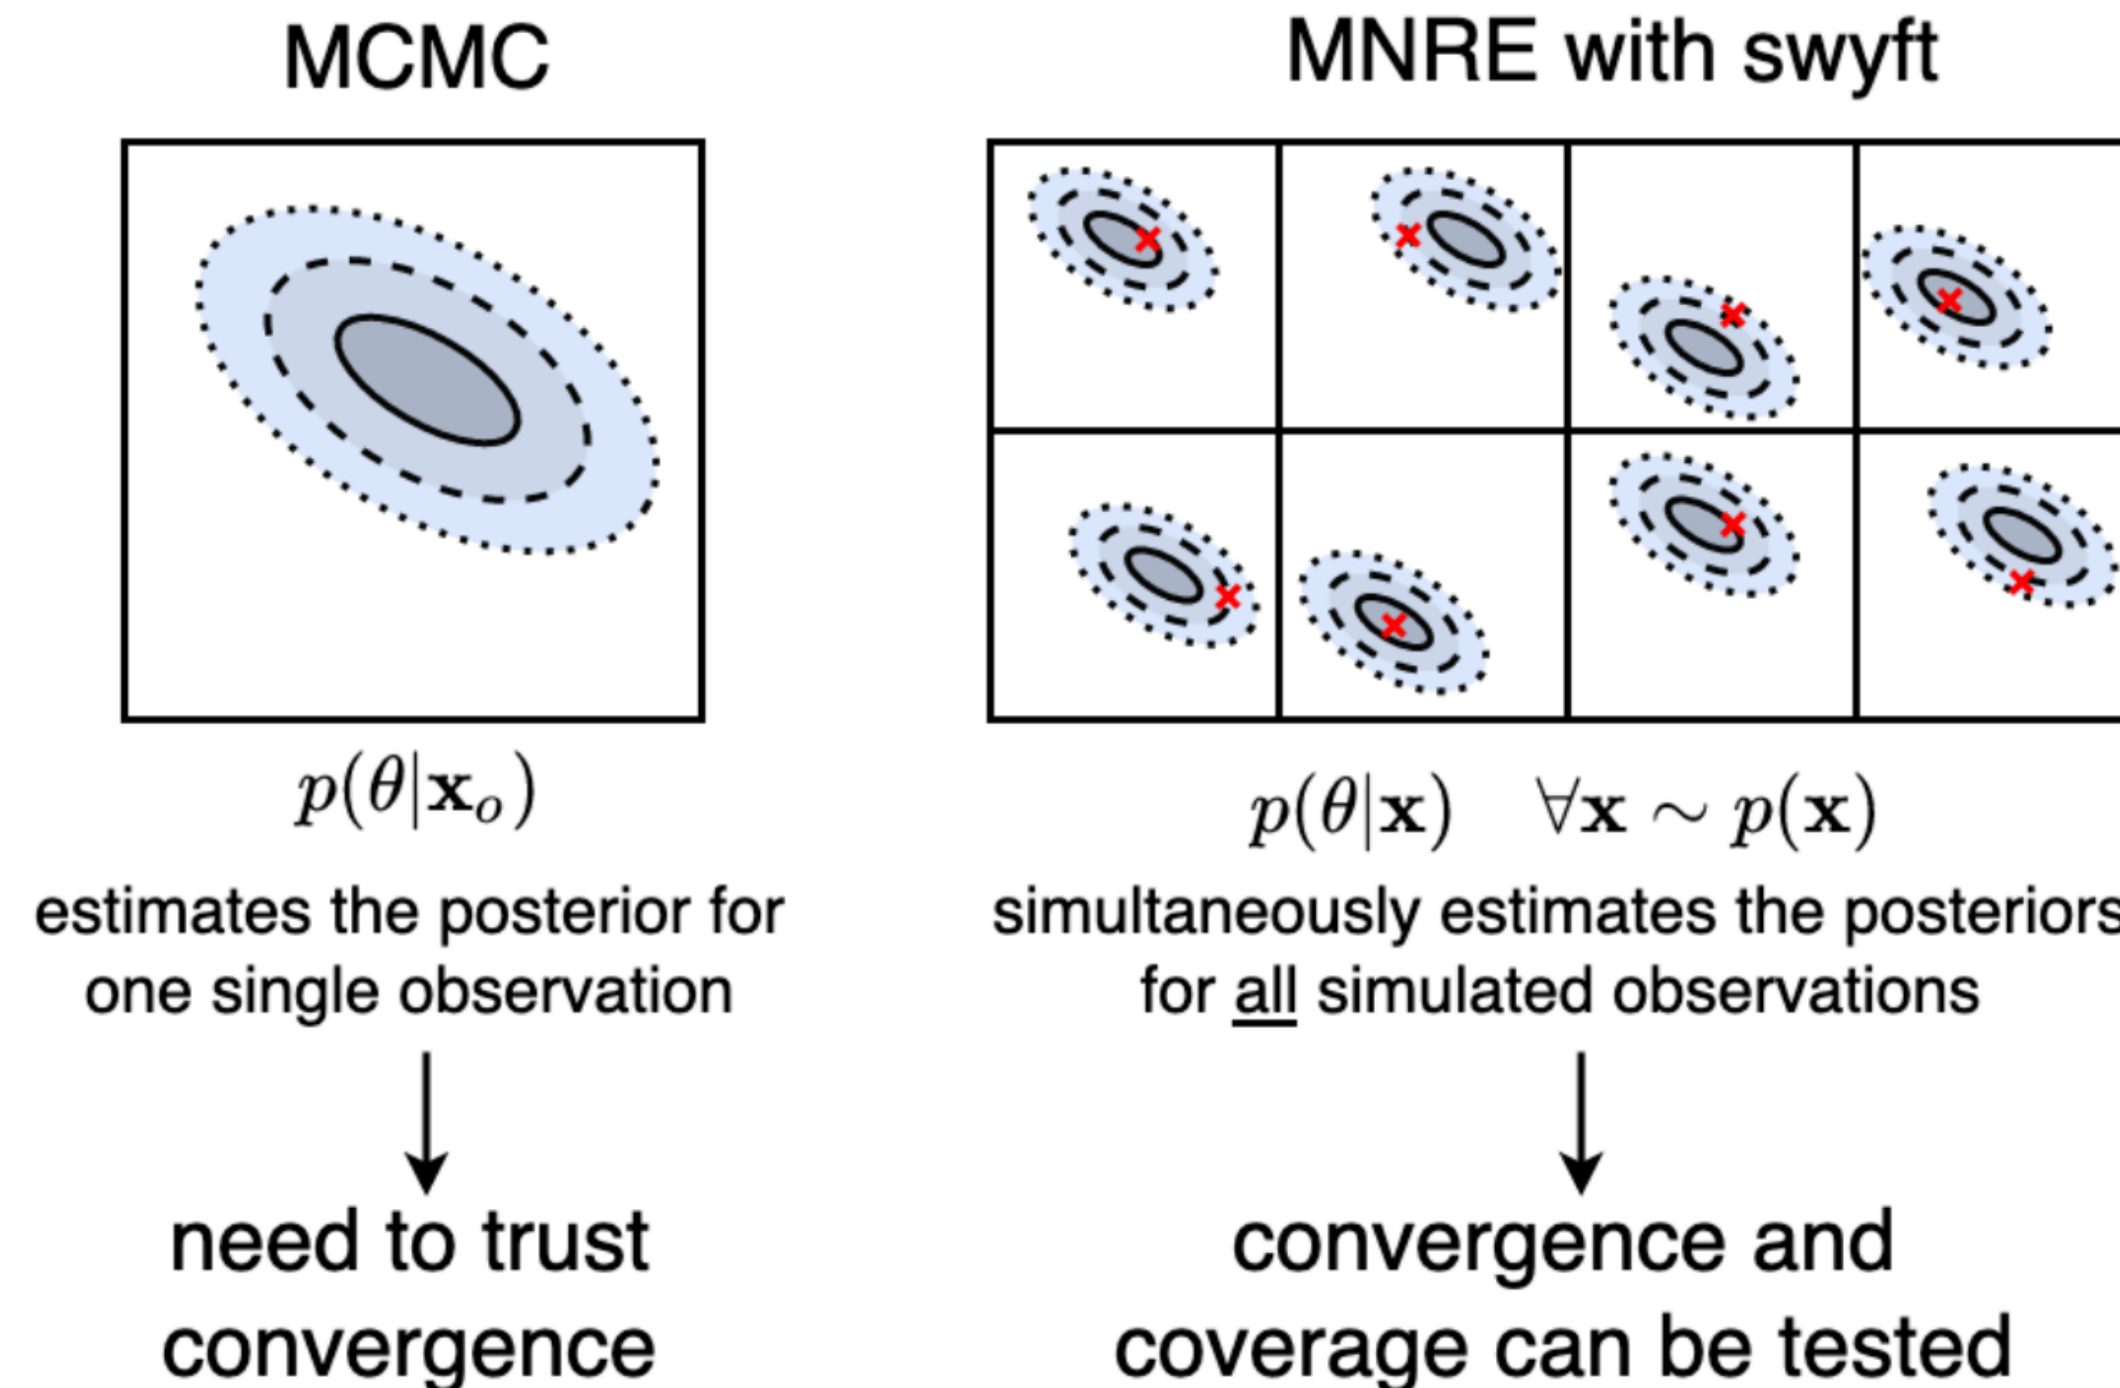 MCMC
p(θ|x_o)
estimates the posterior for
one single observation
need to trust
convergence
MNRE with swyft
p(θ|x) ∀x ∼ p(x)
simultaneously estimates the posteriors
for all simulated observations
convergence and
coverage can be tested